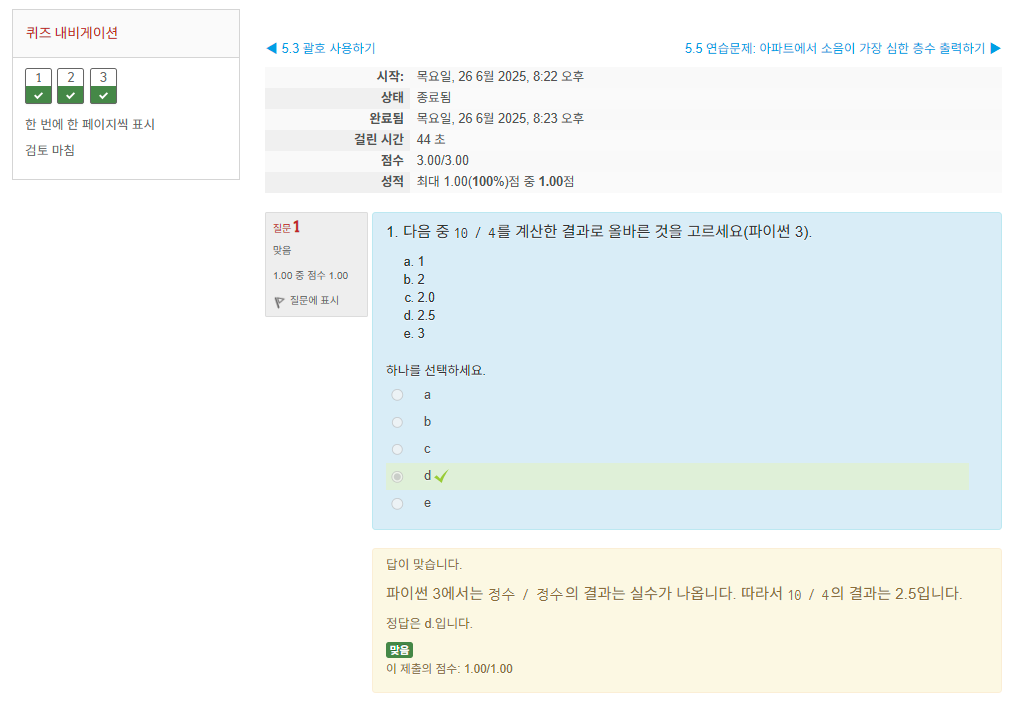 퀴즈 내비게이션
1 2 3
한 번에 한 페이지씩 표시
검토 마침
◀ 5.3 괄호 사용하기
5.5 연습문제: 아파트에서 소음이 가장 심한 층수 출력하기 ▶
시작: 목요일, 26 6월 2025, 8:22 오후
상태 종료됨
완료됨 목요일, 26 6월 2025, 8:23 오후
걸린 시간 44 초
점수 3.00/3.00
성적 최대 1.00(100%)점 중 1.00점
질문 1
맞음
1.00 중 점수 1.00
질문에 표시
1. 다음 중 10 / 4를 계산한 결과로 올바른 것을 고르세요(파이썬 3).
a. 1
b. 2
c. 2.0
d. 2.5
e. 3
하나를 선택하세요.
a
b
c
d
e
답이 맞습니다.
파이썬 3에서는 정수 / 정수의 결과는 실수가 나옵니다. 따라서 10 / 4의 결과는 2.5입니다.
정답은 d.입니다.
맞음
이 제출의 점수: 1.00/1.00